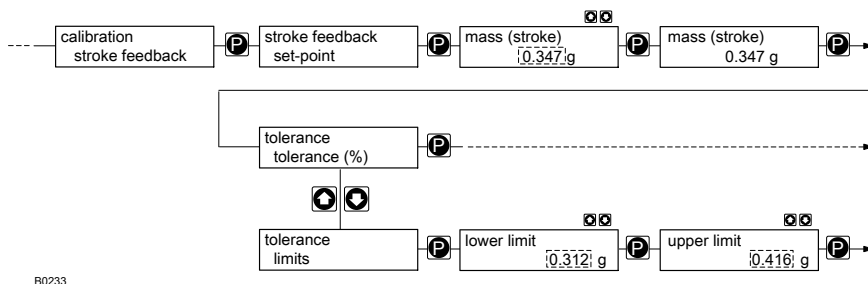 calibration
stroke feedback
P
stroke feedback
set-point
P
mass (stroke)
0.347 g
P
mass (stroke)
0.347 g
P
tolerance
tolerance (%)
P
tolerance
limits
P
lower limit
0.312 g
P
upper limit
0.416 g
P
B0233